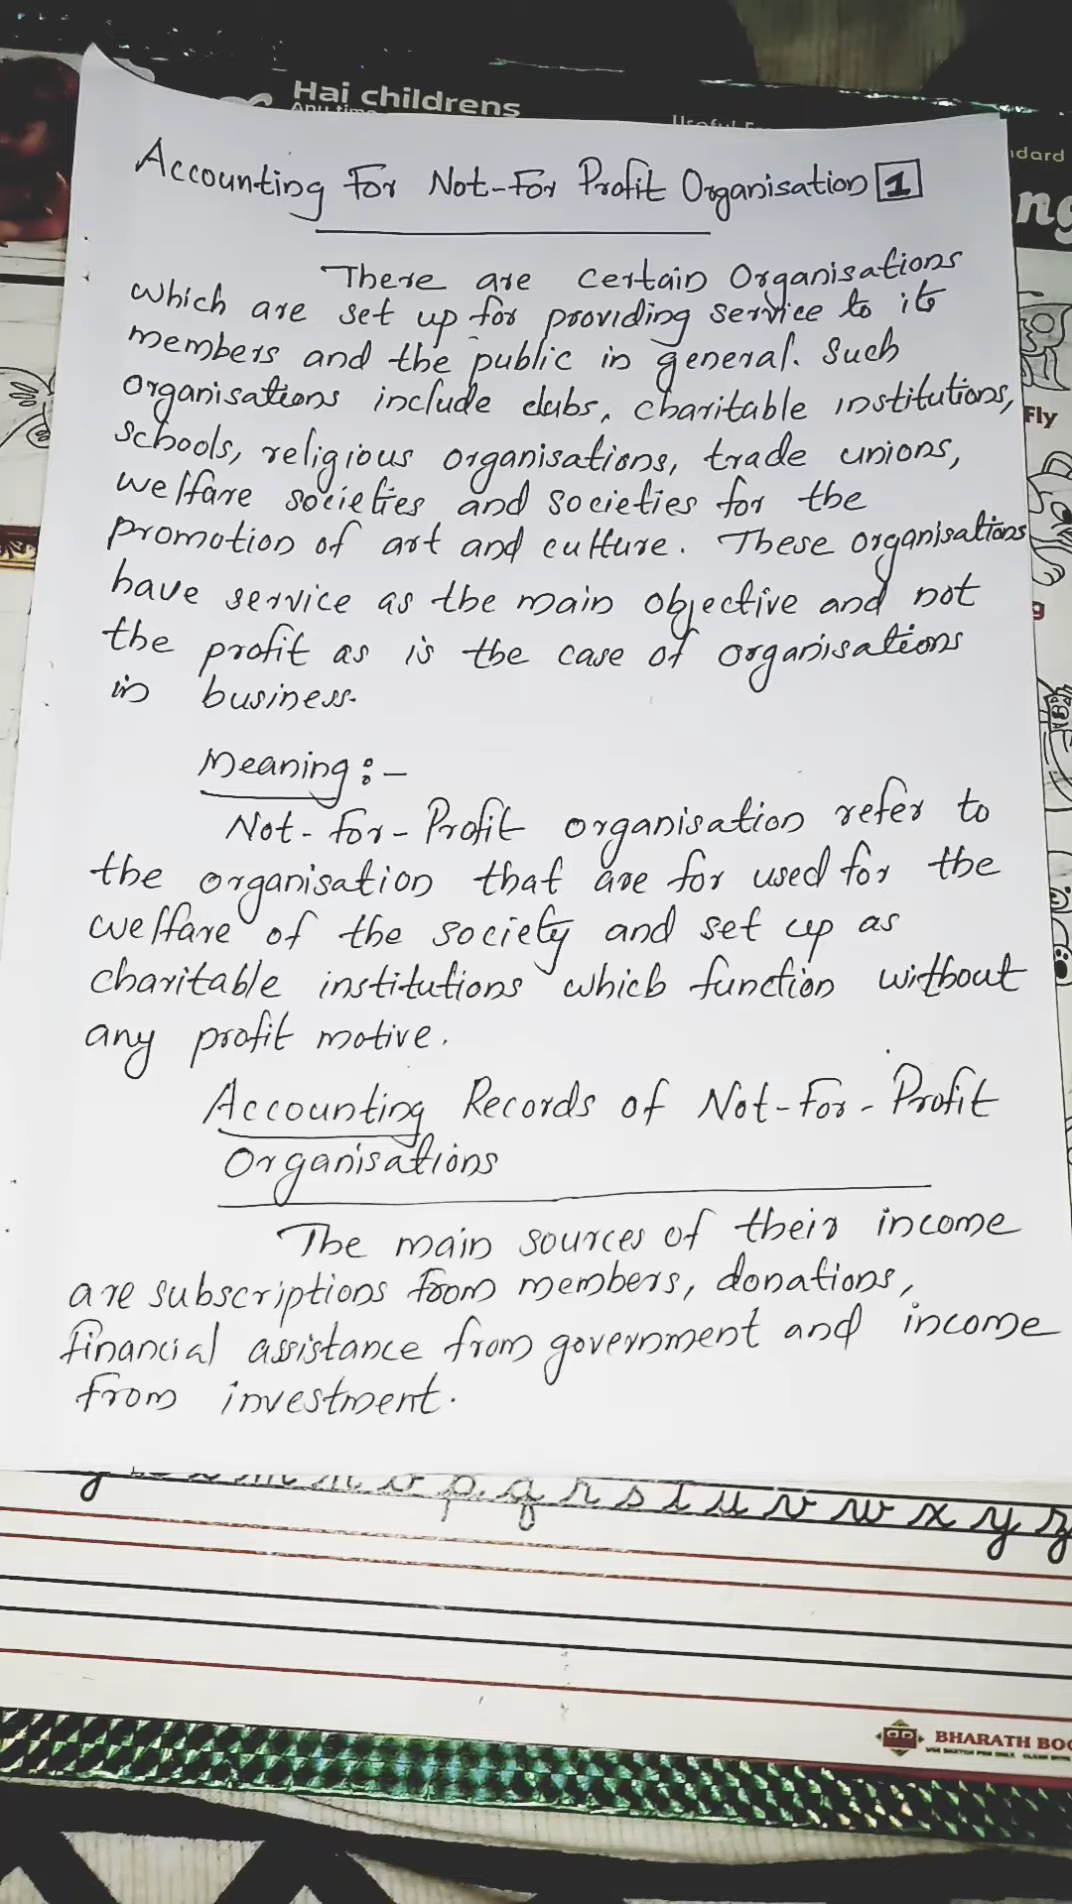 Hai childrens
Accounting For Not-For Profit Organisation 1
There are certain Organisations
which are set up for providing service to its
members and the public in general. Such
organisations include clubs, charitable institutions,
schools, religious organisations, trade unions,
welfare societies and societies for the
promotion of art and culture. These organisations
have service as the main objective and not
the profit as is the case of organisations
in business.
Meaning :-
Not-for-Profit organisation refer to
the organisation that are for used for the
welfare of the society and set up as
charitable institutions which function without
any profit motive.
Accounting Records of Not-For-Profit
Organisations
The main sources of their income
are subscriptions from members, donations,
financial assistance from government and income
from investment.
Fly
p q r s t u v w x y z
BHARATH BOO